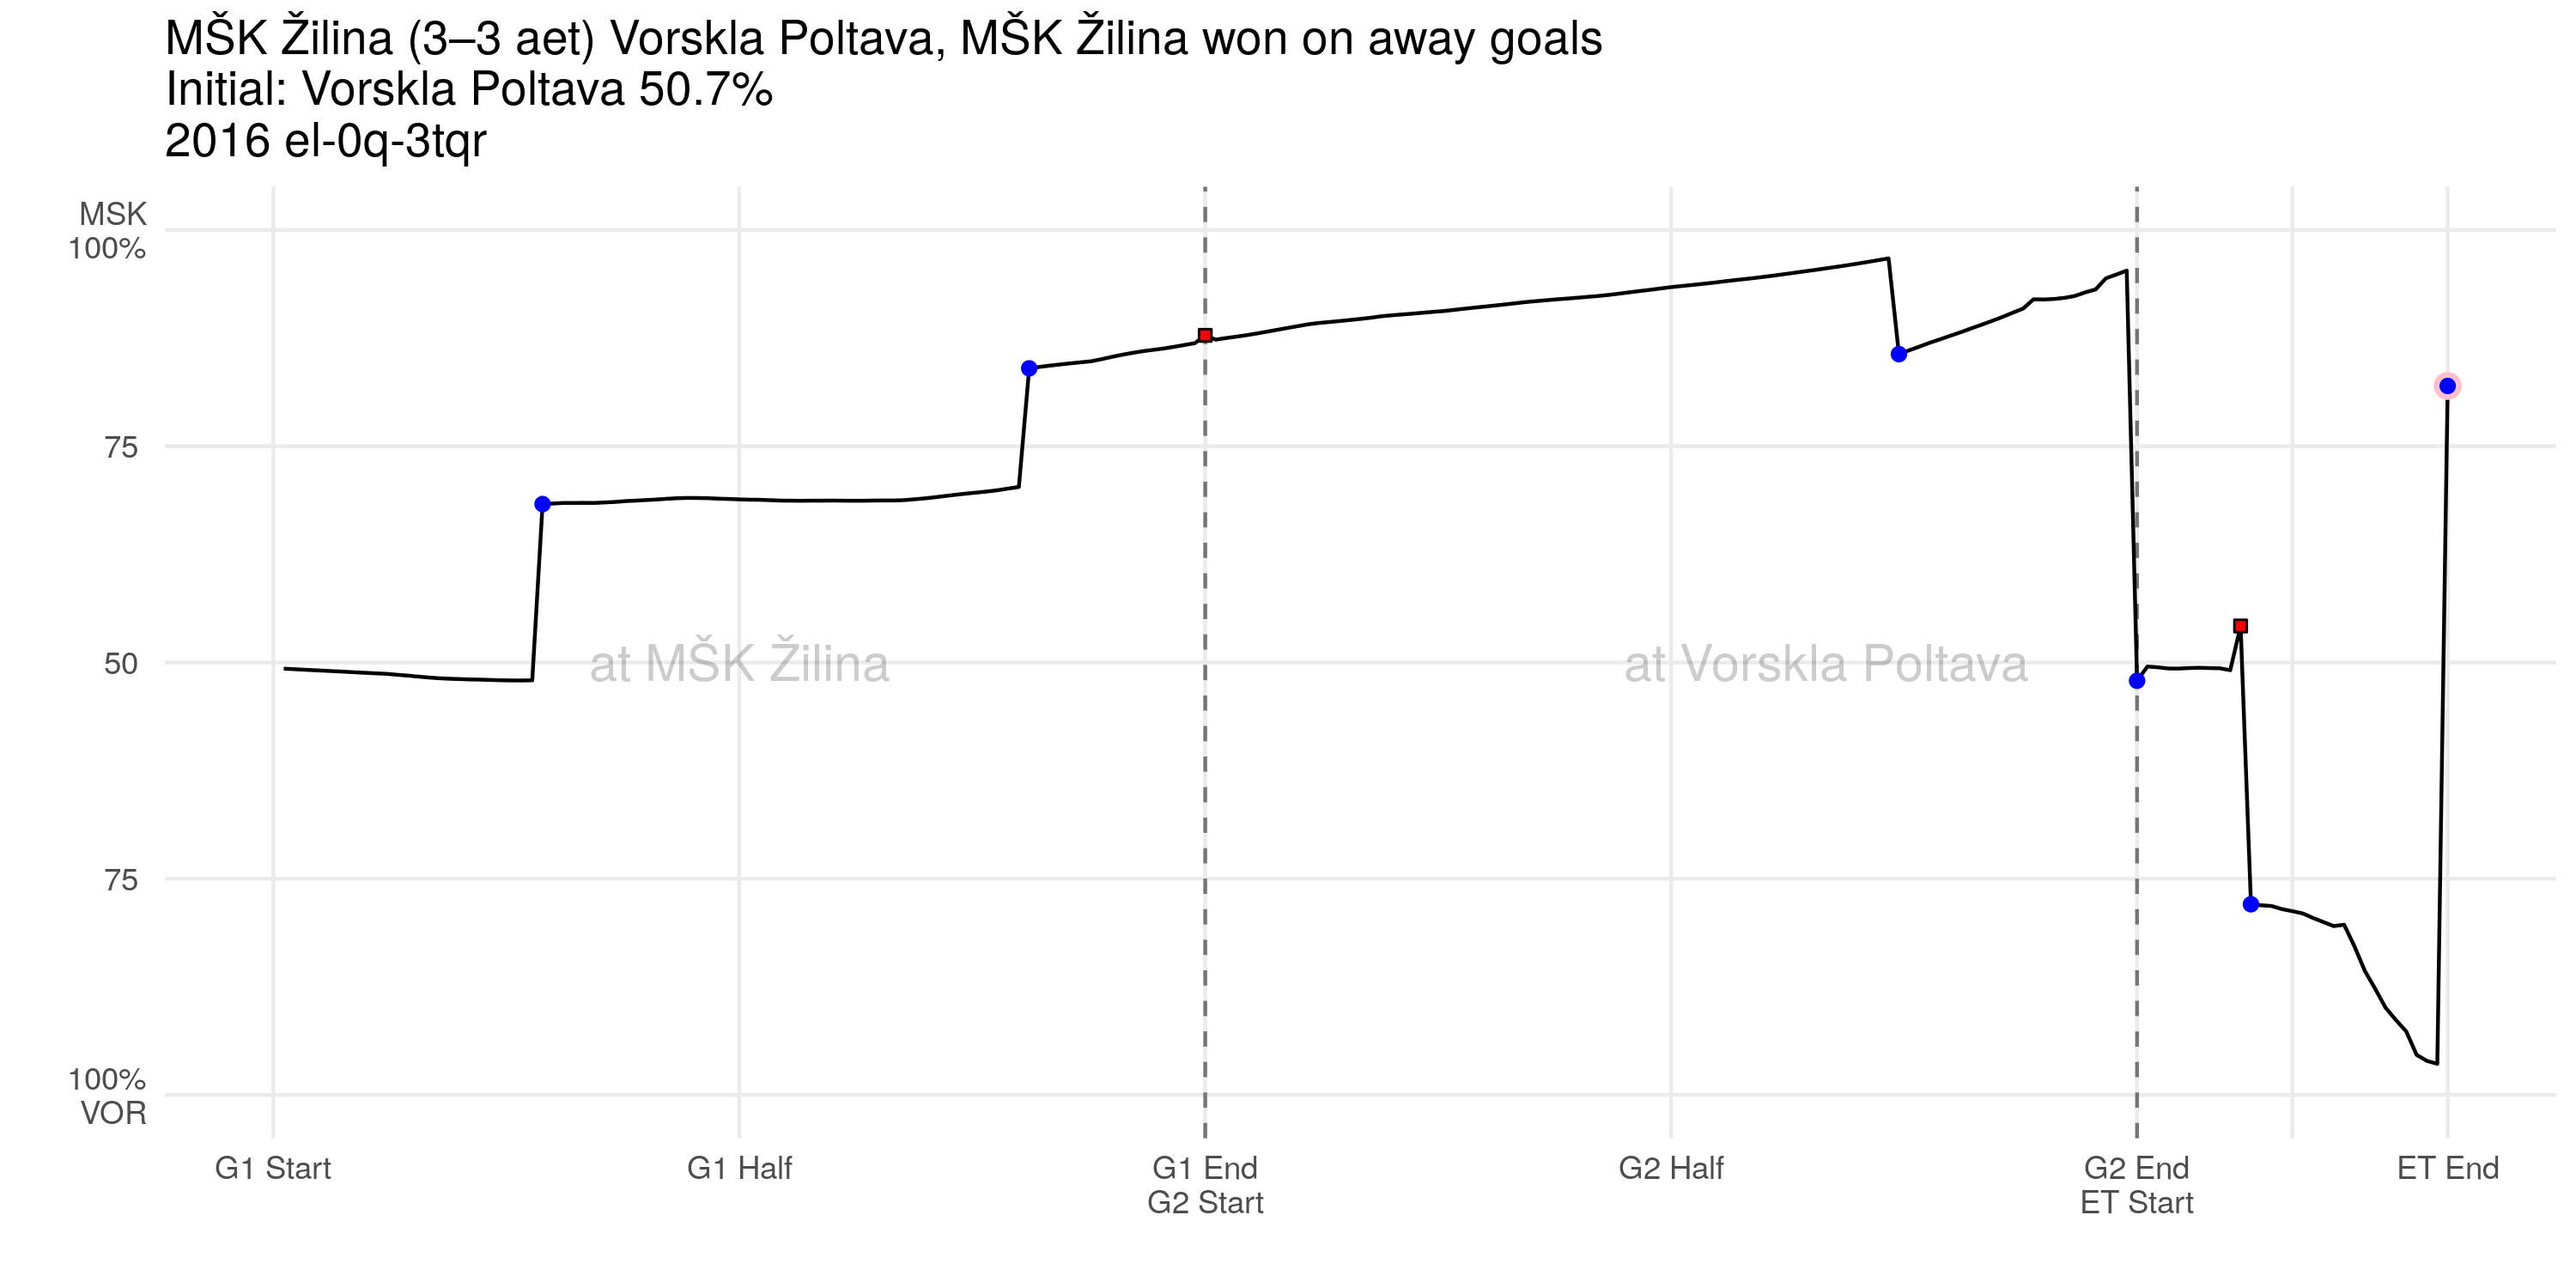 MŠK Žilina (3–3 aet) Vorskla Poltava, MŠK Žilina won on away goals
Initial: Vorskla Poltava 50.7%
2016 el-0q-3tqr
MSK
100%
75
50
75
100%
VOR
at MŠK Žilina
at Vorskla Poltava
G1 Start
G1 Half
G1 End
G2 Start
G2 Half
G2 End
ET Start
ET End